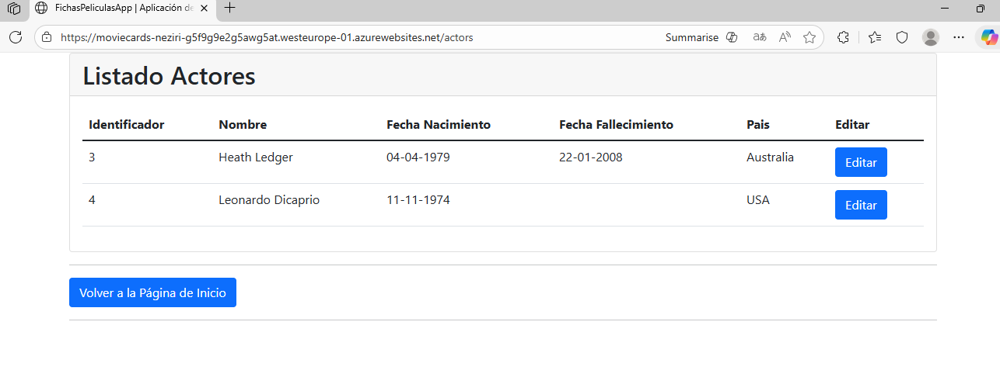 FichasPeliculasApp | Aplicación de
https://moviecards-neziri-g5f9g9e2g5awg5at.westeurope-01.azurewebsites.net/actors Summarise
Listado Actores
Identificador Nombre Fecha Nacimiento Fecha Fallecimiento Pais Editar
3 Heath Ledger 04-04-1979 22-01-2008 Australia Editar
4 Leonardo Dicaprio 11-11-1974 USA Editar
Volver a la Página de Inicio